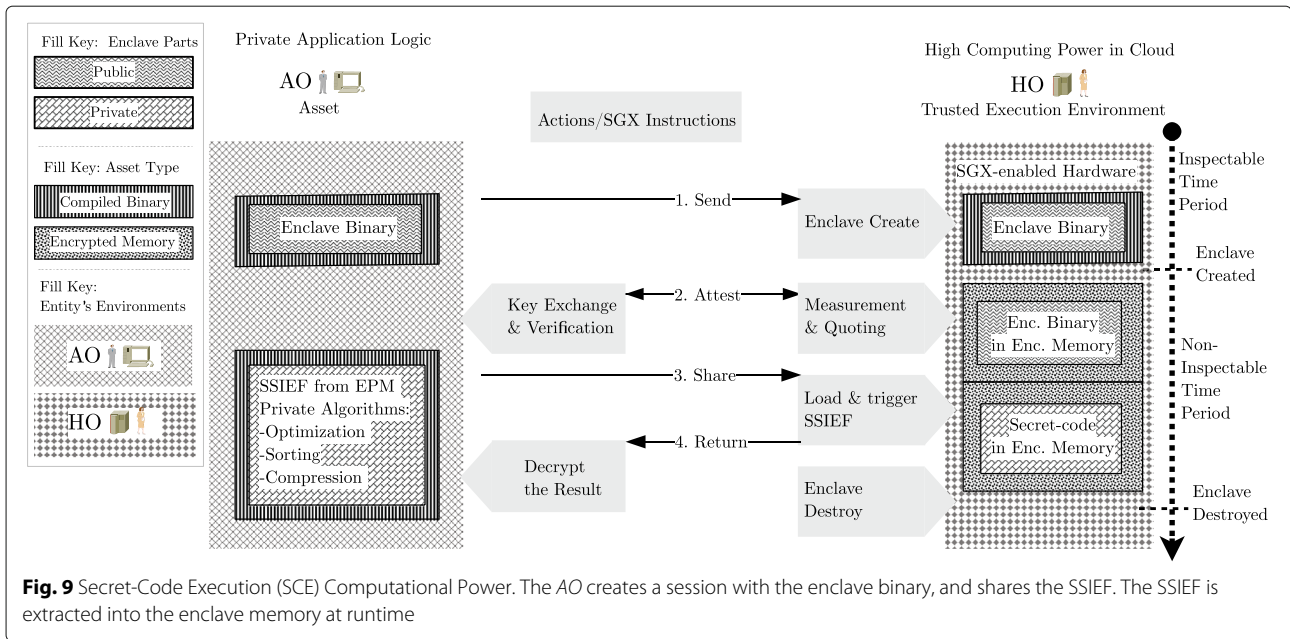 Fill Key: Enclave Parts
Public
Private
Fill Key: Asset Type
Compiled Binary
Encrypted Memory
Fill Key:
Entity's Environments
AO
HO
Private Application Logic
AO
Asset
Enclave Binary
SSIEF from EPM
Private Algorithms:
-Optimization
-Sorting
-Compression
Actions/SGX Instructions
1. Send
Enclave Create
2. Attest
Key Exchange
& Verification
Measurement
& Quoting
3. Share
Load & trigger
SSIEF
4. Return
Decrypt
the Result
Enclave
Destroy
High Computing Power in Cloud
HO
Trusted Execution Environment
SGX-enabled Hardware
Enclave Binary
Enc. Binary
in Enc. Memory
Secret-code
in Enc. Memory
Inspectable
Time
Period
Enclave
Created
Non-
Inspectable
Time
Period
Enclave
Destroyed
Fig. 9 Secret-Code Execution (SCE) Computational Power. The AO creates a session with the enclave binary, and shares the SSIEF. The SSIEF is
extracted into the enclave memory at runtime